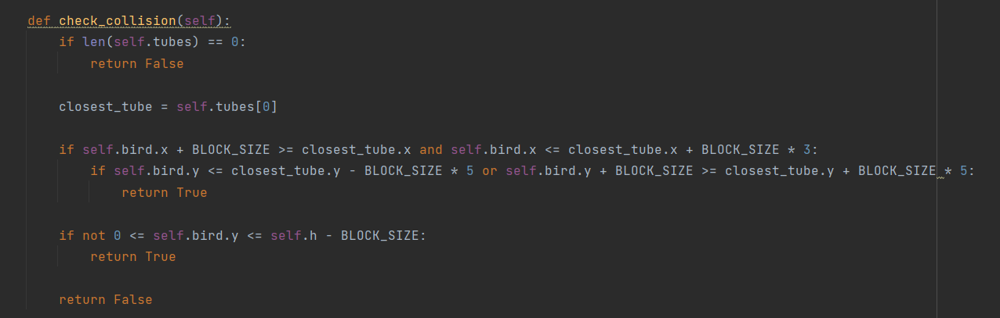 def check_collision(self):
if len(self.tubes) == 0:
return False
closest_tube = self.tubes[0]
if self.bird.x + BLOCK_SIZE >= closest_tube.x and self.bird.x <= closest_tube.x + BLOCK_SIZE * 3:
if self.bird.y <= closest_tube.y - BLOCK_SIZE * 5 or self.bird.y + BLOCK_SIZE >= closest_tube.y + BLOCK_SIZE * 5:
return True
if not 0 <= self.bird.y <= self.h - BLOCK_SIZE:
return True
return False